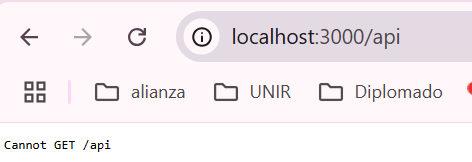 localhost:3000/api
alianza UNIR Diplomado
Cannot GET /api